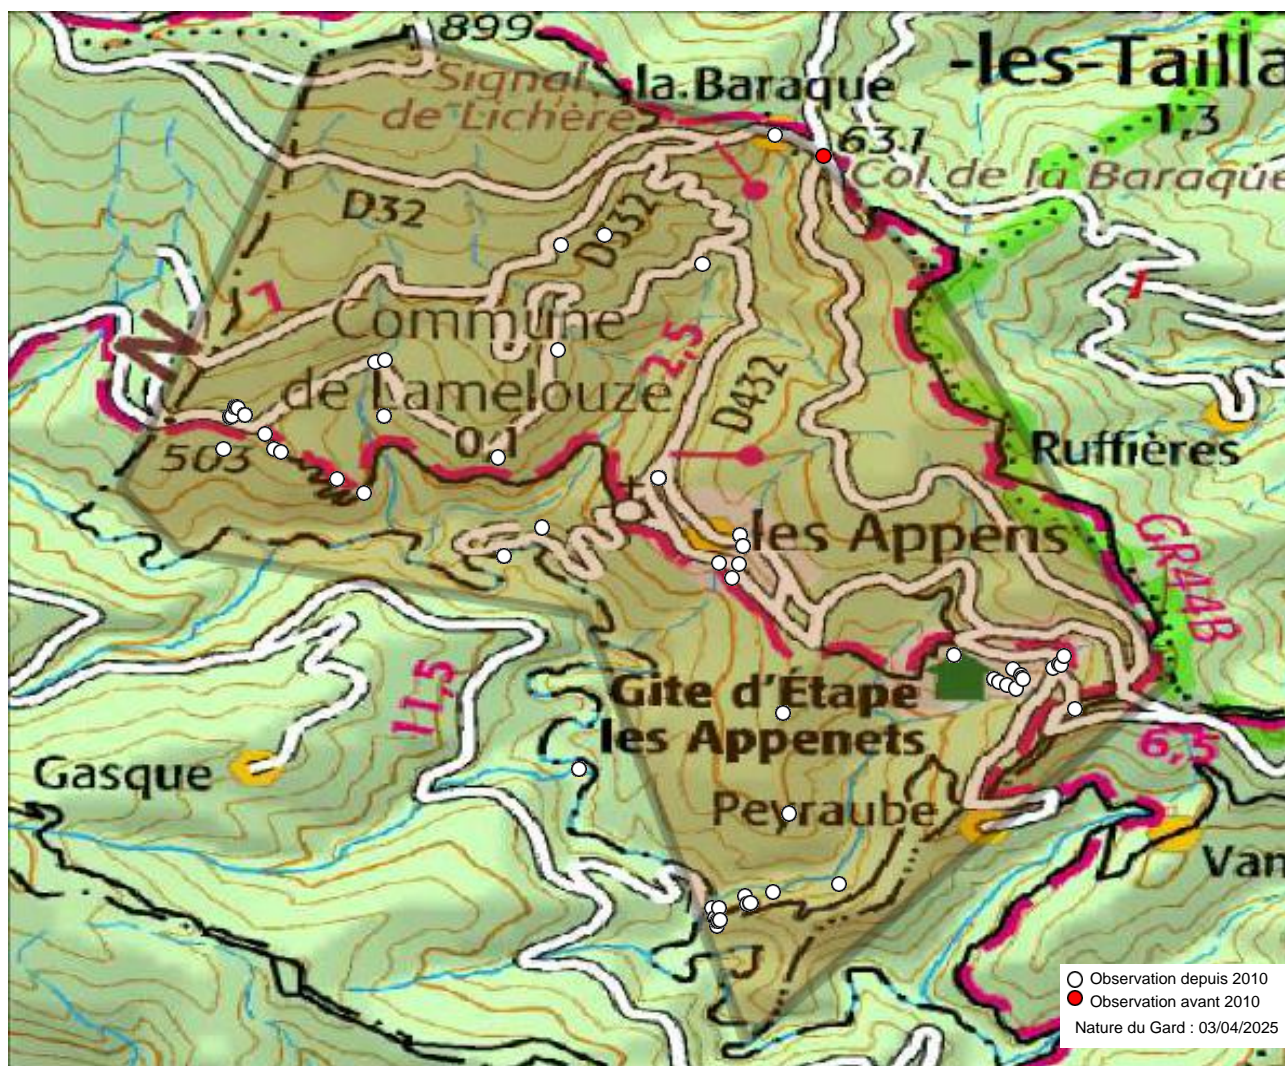 899
-les-Tailla
Signal
de Lichère
la Baraque
1,3
631
Col de la Baraque
D32
D332
7
1
Commune
de Lamelouze
0.1
2,5
D432
N
503
Ruffières
les Appens
GR44B
11,5
Gîte d'Étape
les Appenets
6,5
Gasque
Peyraube
Van
Observation depuis 2010
Observation avant 2010
Nature du Gard : 03/04/2025